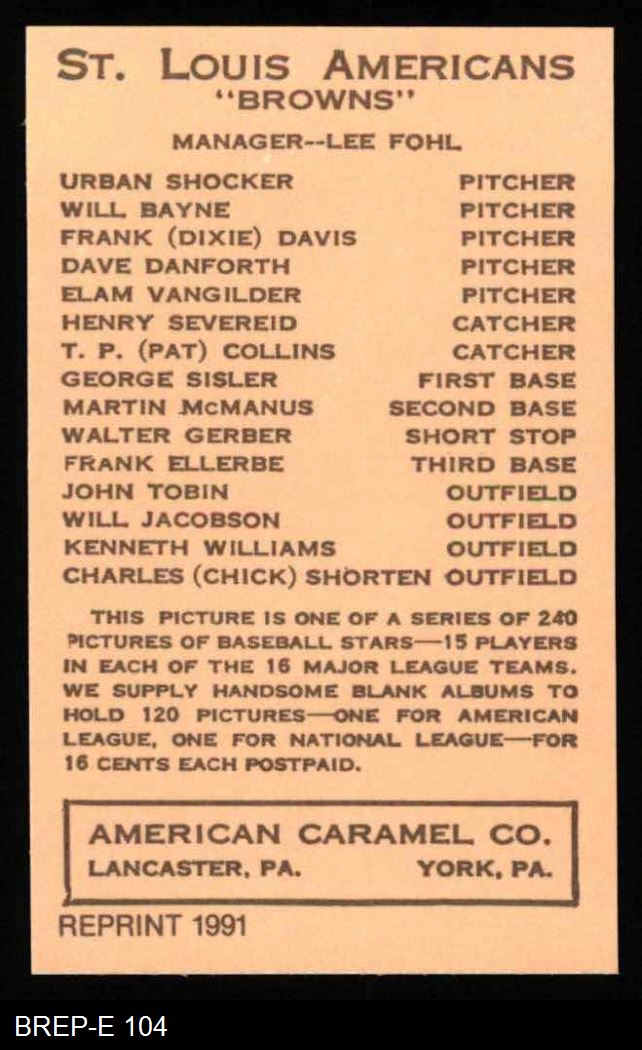 ST. LOUIS AMERICANS
"BROWNS"
MANAGER--LEE FOHL
URBAN SHOCKER PITCHER
WILL BAYNE PITCHER
FRANK (DIXIE) DAVIS PITCHER
DAVE DANFORTH PITCHER
ELAM VANGILDER PITCHER
HENRY SEVEREID CATCHER
T. P. (PAT) COLLINS CATCHER
GEORGE SISLER FIRST BASE
MARTIN McMANUS SECOND BASE
WALTER GERBER SHORT STOP
FRANK ELLERBE THIRD BASE
JOHN TOBIN OUTFIELD
WILL JACOBSON OUTFIELD
KENNETH WILLIAMS OUTFIELD
CHARLES (CHICK) SHORTEN OUTFIELD
THIS PICTURE IS ONE OF A SERIES OF 240
PICTURES OF BASEBALL STARS—15 PLAYERS
IN EACH OF THE 16 MAJOR LEAGUE TEAMS.
WE SUPPLY HANDSOME BLANK ALBUMS TO
HOLD 120 PICTURES—ONE FOR AMERICAN
LEAGUE, ONE FOR NATIONAL LEAGUE—FOR
16 CENTS EACH POSTPAID.
AMERICAN CARAMEL CO.
LANCASTER, PA. YORK, PA.
REPRINT 1991
BREP-E 104